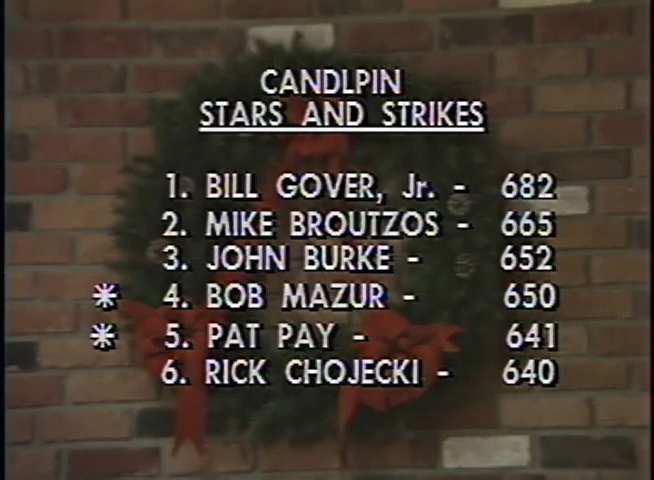 CANDLPIN
STARS AND STRIKES
1. BILL GOVER, Jr. - 682
2. MIKE BROUTZOS - 665
3. JOHN BURKE - 652
* 4. BOB MAZUR - 650
* 5. PAT PAY - 641
6. RICK CHOJECKI - 640